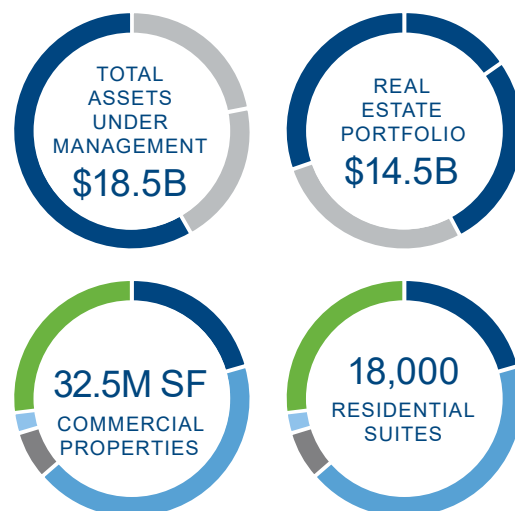 TOTAL
ASSETS
UNDER
MANAGEMENT
$18.5B
REAL
ESTATE
PORTFOLIO
$14.5B
32.5M SF
COMMERCIAL
PROPERTIES
18,000
RESIDENTIAL
SUITES